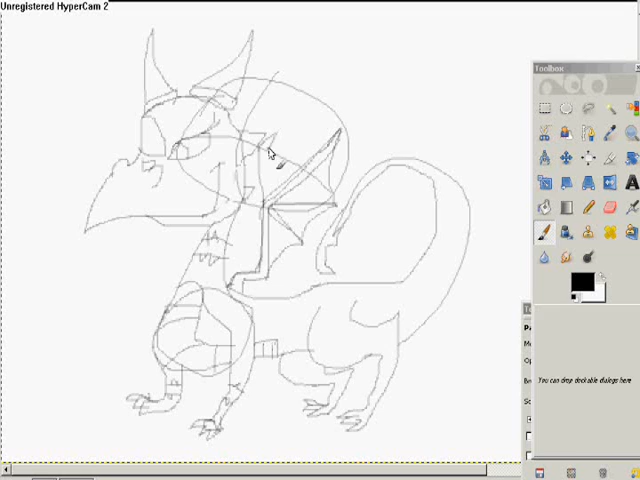 Unregistered HyperCam 2
Toolbox
You can drop dockable dialogs here